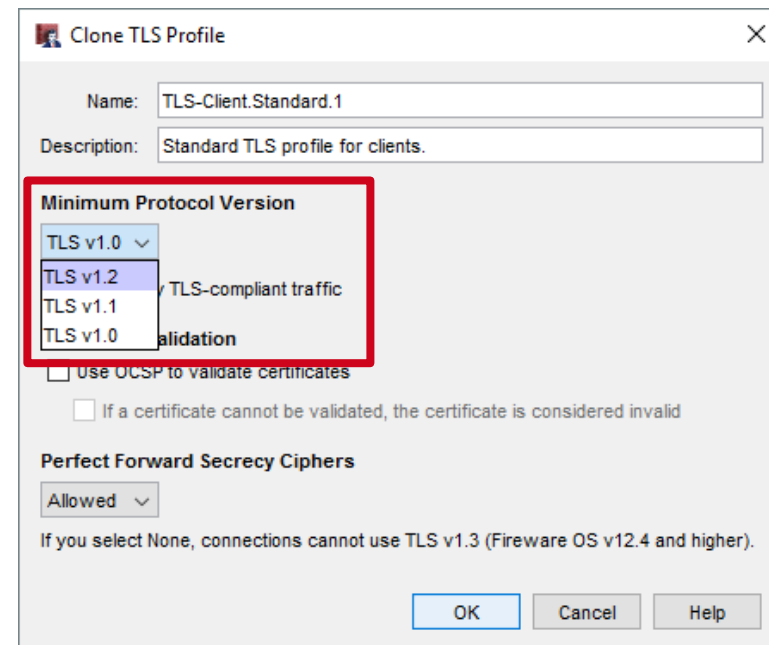 Clone TLS Profile
Name: TLS-Client.Standard.1
Description: Standard TLS profile for clients.
Minimum Protocol Version
TLS v1.0
TLS v1.2
TLS-compliant traffic
TLS v1.1
TLS v1.0
Use OCSP to validate certificates
If a certificate cannot be validated, the certificate is considered invalid
Perfect Forward Secrecy Ciphers
Allowed
If you select None, connections cannot use TLS v1.3 (Fireware OS v12.4 and higher).
OK Cancel Help